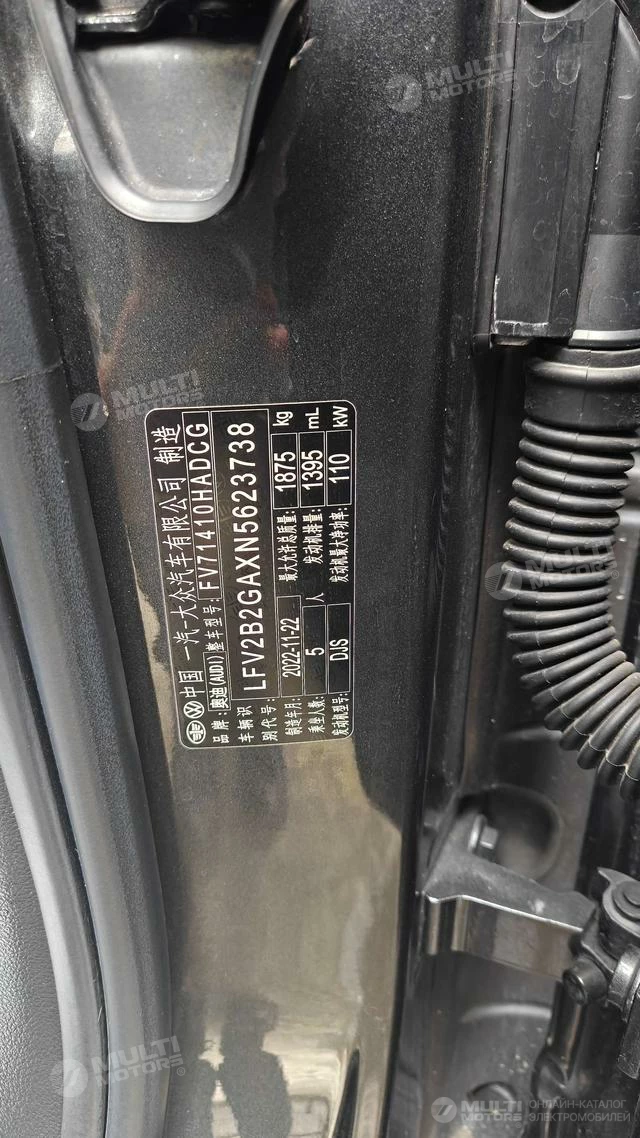 中国 一汽-大众汽车有限公司 制造
品牌: 奥迪(AUDI) 整车型号: FV71410HADCG
车辆识别代号: LFV2B2GAXN5623738
制造年月: 2022-11-22 最大允许总质量: 1875 kg
乘坐人数: 5 人 发动机排量: 1395 mL
发动机型号: DJS 发动机最大净功率: 110 kW
MULTI
MOTORS®
MULTI
MOTORS®
MULTI
MOTORS®
MULTI
MOTORS®
ОНЛАЙН-КАТАЛОГ
ЭЛЕКТРОМОБИЛЕЙ